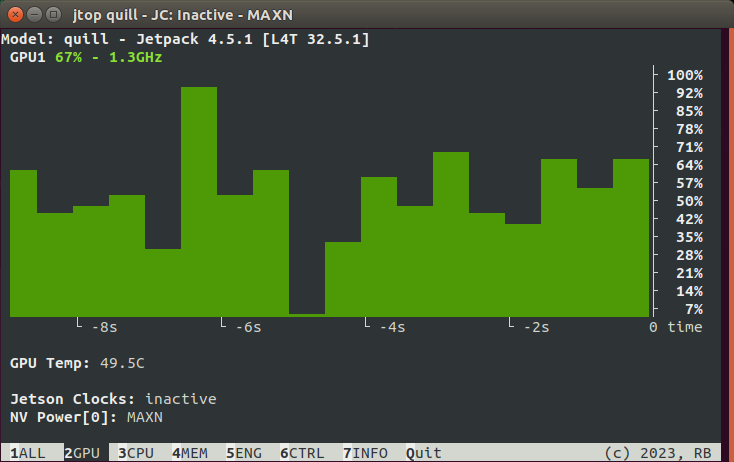 jtop quill - JC: Inactive - MAXN
Model: quill - Jetpack 4.5.1 [L4T 32.5.1]
GPU1 67% - 1.3GHz
100%
92%
85%
78%
71%
64%
57%
50%
42%
35%
28%
21%
14%
7%
-8s -6s -4s -2s 0 time
GPU Temp: 49.5C
Jetson Clocks: inactive
NV Power[0]: MAXN
1ALL 2GPU 3CPU 4MEM 5ENG 6CTRL 7INFO Quit (c) 2023, RB